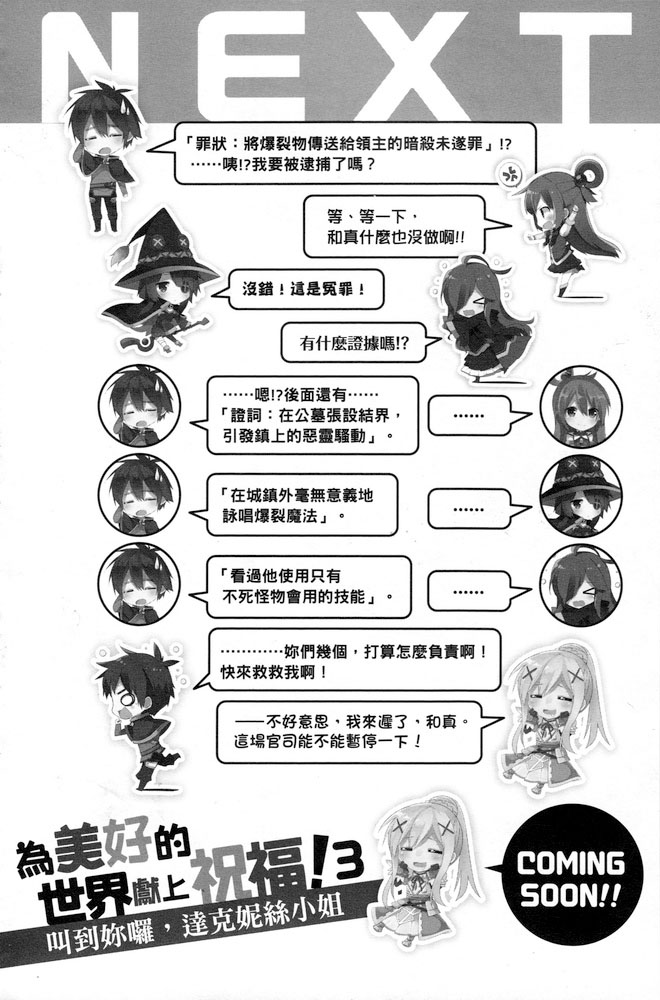 NEXT
「罪狀：將爆裂物傳送給領主的暗殺未遂罪」!?
……咦!?我要被逮捕了嗎？
等、等一下，
和真什麼也沒做啊!!
沒錯！這是冤罪！
有什麼證據嗎!?
……嗯!?後面還有……
「證詞：在公墓張設結界，
引發鎮上的惡靈騷動」。
……
「在城鎮外毫無意義地
詠唱爆裂魔法」。
……
「看過他使用只有
不死怪物會用的技能」。
……
…………妳們幾個，打算怎麼負責啊！
快來救救我啊！
——不好意思，我來遲了，和真。
這場官司能不能暫停一下！
為美好的
世界獻上祝福！3
叫到妳囉，達克妮絲小姐
COMING
SOON!!